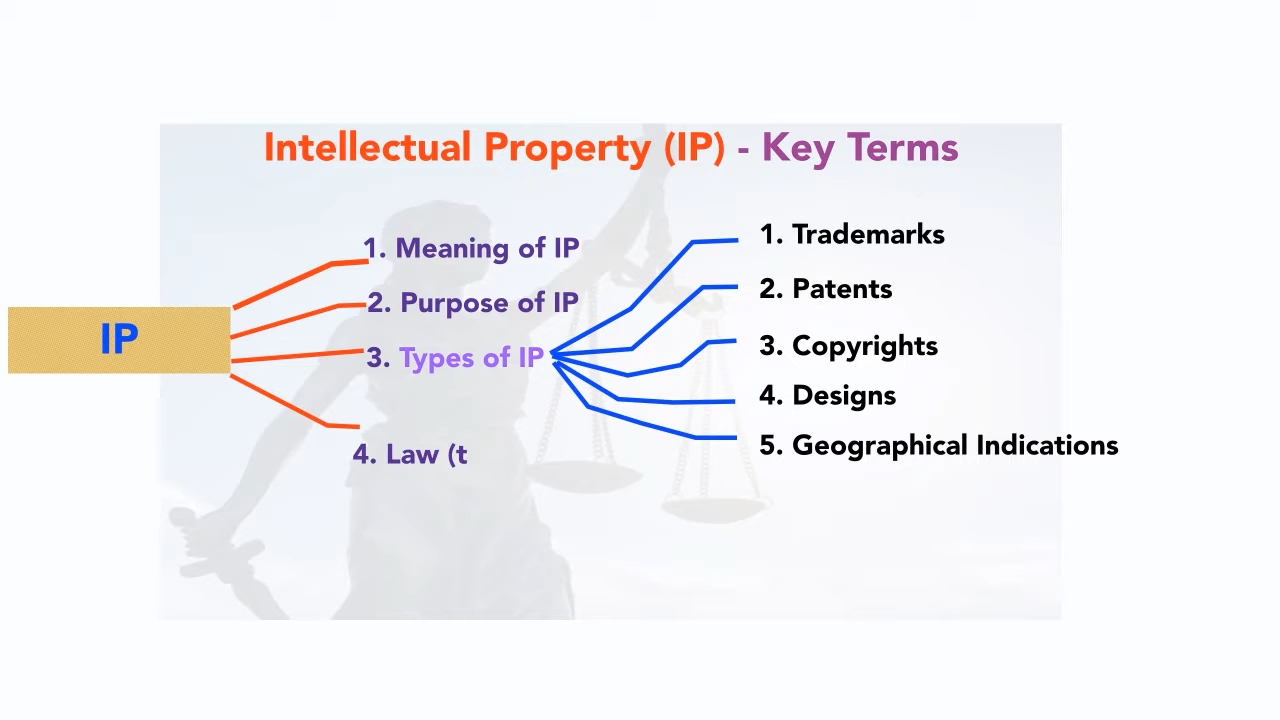 Intellectual Property (IP) - Key Terms
IP
1. Meaning of IP
2. Purpose of IP
3. Types of IP
4. Law (t
1. Trademarks
2. Patents
3. Copyrights
4. Designs
5. Geographical Indications